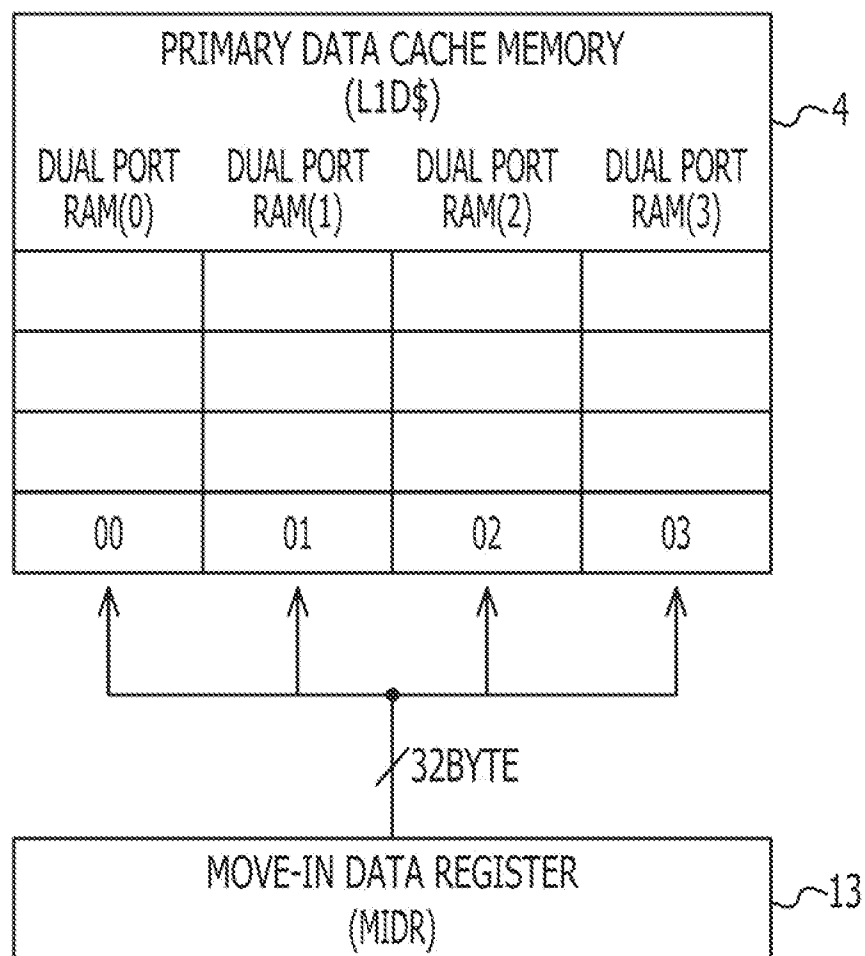 PRIMARY DATA CACHE MEMORY
(L1D$)
4
DUAL PORT DUAL PORT DUAL PORT DUAL PORT
RAM(0) RAM(1) RAM(2) RAM(3)
00 01 02 03
32BYTE
MOVE-IN DATA REGISTER
(MIDR)
13